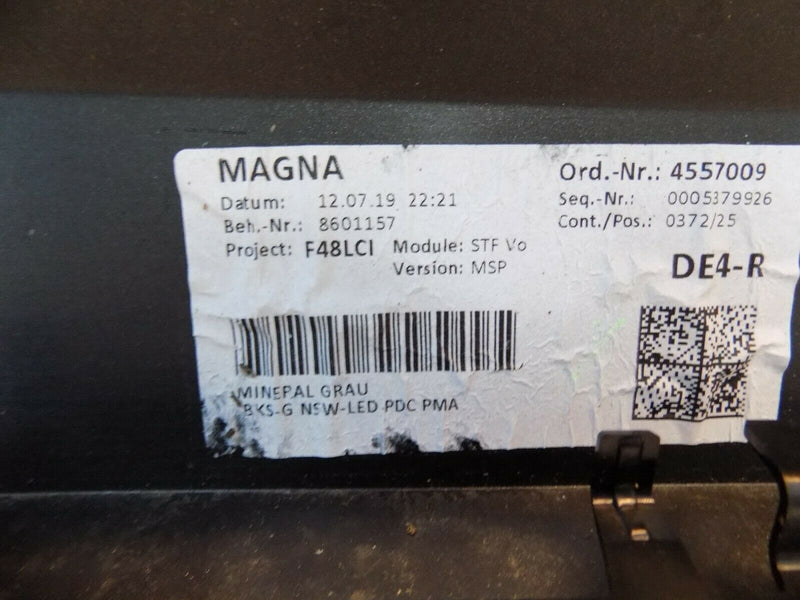 MAGNA
Datum: 12.07.19 22:21
Beh.-Nr.: 8601157
Project: F48LCI Module: STF Vo
Version: MSP
Ord.-Nr.: 4557009
Seq.-Nr.: 0005379926
Cont./Pos.: 0372/25
DE4-R
MINERAL GRAU
BKS-G NSW-LED PDC PMA